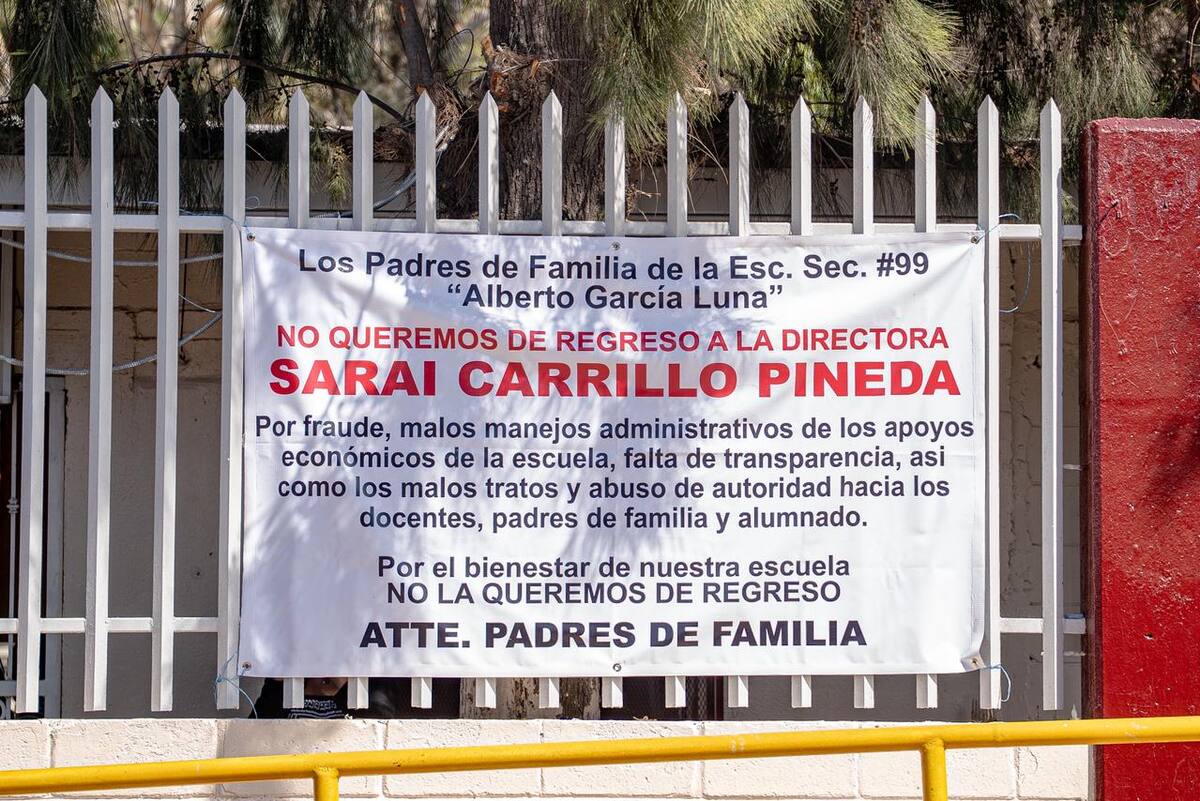 Los Padres de Familia de la Esc. Sec. #99
“Alberto García Luna”
NO QUEREMOS DE REGRESO A LA DIRECTORA
SARAI CARRILLO PINEDA
Por fraude, malos manejos administrativos de los apoyos
económicos de la escuela, falta de transparencia, asi
como los malos tratos y abuso de autoridad hacia los
docentes, padres de familia y alumnado.
Por el bienestar de nuestra escuela
NO LA QUEREMOS DE REGRESO
ATTE. PADRES DE FAMILIA